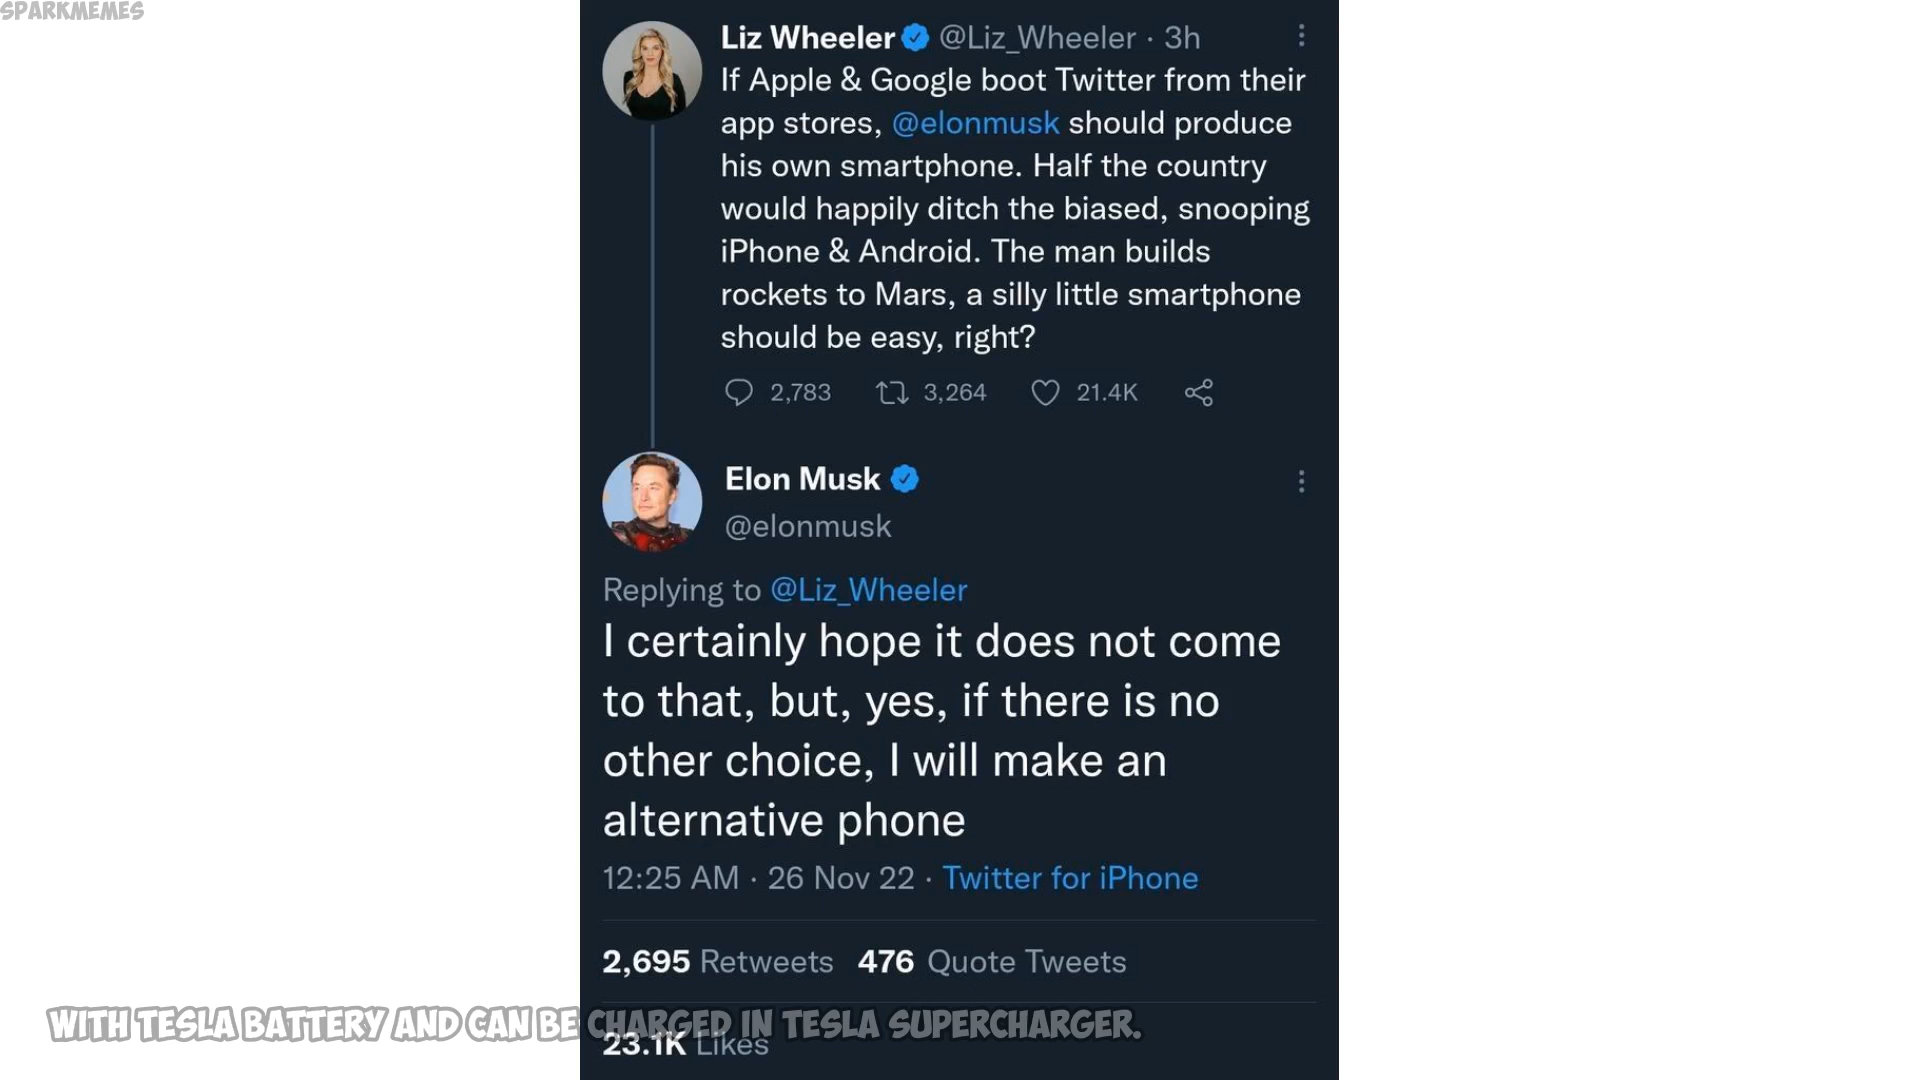 SPARKMEMES
Liz Wheeler @Liz_Wheeler · 3h
If Apple & Google boot Twitter from their
app stores, @elonmusk should produce
his own smartphone. Half the country
would happily ditch the biased, snooping
iPhone & Android. The man builds
rockets to Mars, a silly little smartphone
should be easy, right?
2,783 3,264 21.4K
Elon Musk
@elonmusk
Replying to @Liz_Wheeler
I certainly hope it does not come
to that, but, yes, if there is no
other choice, I will make an
alternative phone
12:25 AM · 26 Nov 22 · Twitter for iPhone
2,695 Retweets 476 Quote Tweets
WITH TESLA BATTERY AND CAN BE CHARGED IN TESLA SUPERCHARGER.
23.1K Likes